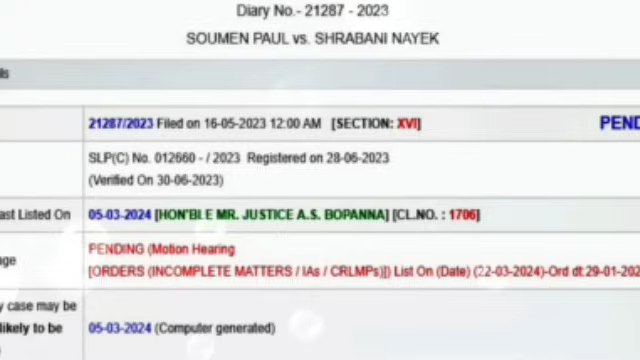 Diary No.- 21287 - 2023
SOUMEN PAUL vs. SHRABANI NAYEK
21287/2023 Filed on 16-05-2023 12:00 AM [SECTION: XVI] PEND
SLP(C) No. 012660 - / 2023 Registered on 28-06-2023
(Verified On 30-06-2023)
ast Listed On 05-03-2024 [HON'BLE MR. JUSTICE A.S. BOPANNA] [CL.NO. : 1706]
PENDING (Motion Hearing
age
[ORDERS (INCOMPLETE MATTERS / IAs / CRLMPs)]) List On (Date) (22-03-2024)-Ord dt:29-01-202
y case may be
likely to be 05-03-2024 (Computer generated)